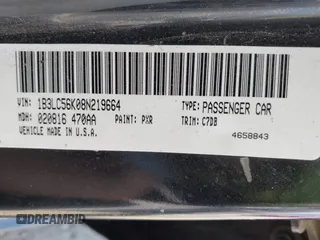 VIN: 1B3LC56K08N219664 TYPE: PASSENGER CAR
MDH: 020816 470AA PAINT: PXR TRIM: C7DB
VEHICLE MADE IN U.S.A. 4658843
DREAMBID